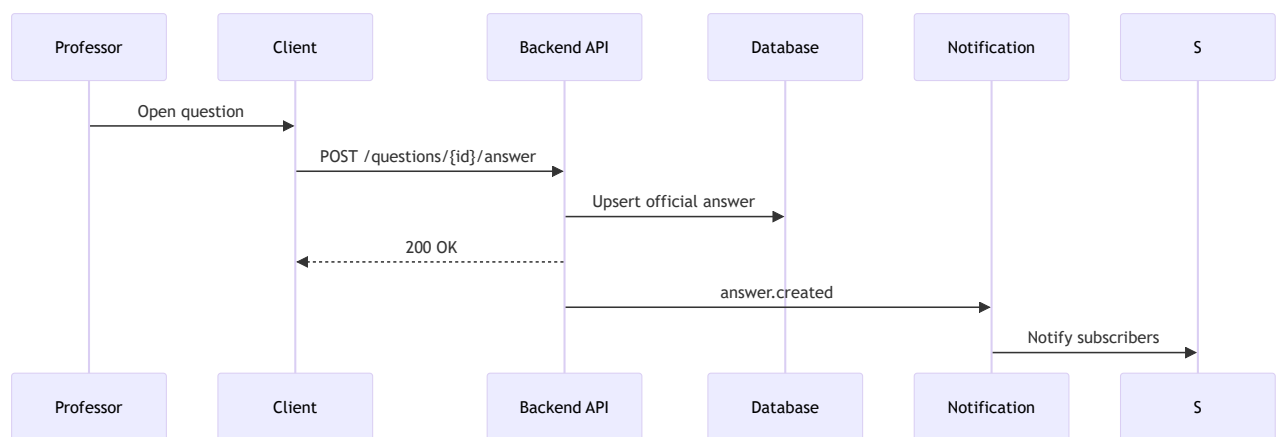 Professor
Client
Backend API
Database
Notification
S
Open question
POST /questions/{id}/answer
Upsert official answer
200 OK
answer.created
Notify subscribers
Professor
Client
Backend API
Database
Notification
S